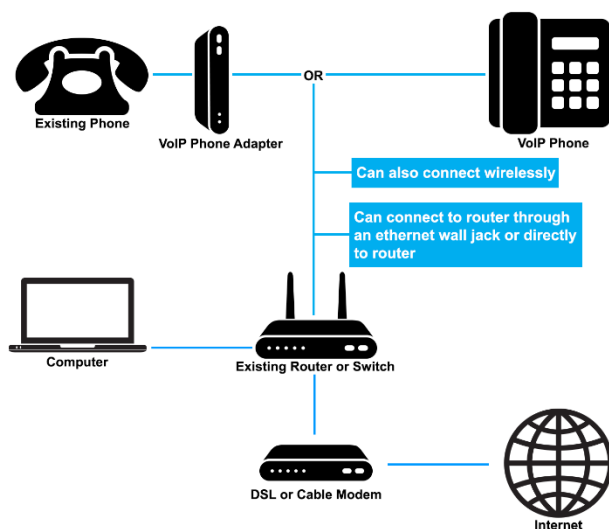 OR
Existing Phone
VoIP Phone Adapter
VoIP Phone
Can also connect wirelessly
Can connect to router through
an ethernet wall jack or directly
to router
Computer
Existing Router or Switch
DSL or Cable Modem
Internet